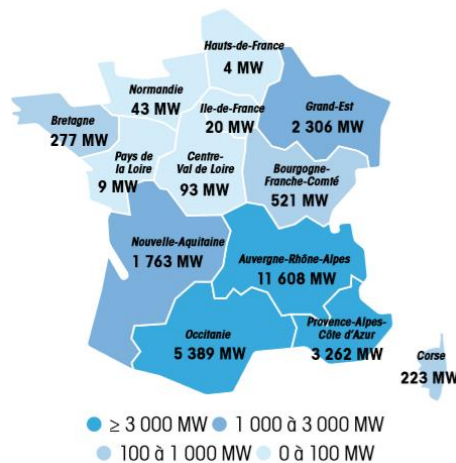 Hauts-de-France
4 MW
Normandie
43 MW
Ile-de-France
20 MW
Grand-Est
2 306 MW
Bretagne
277 MW
Pays de
la Loire
9 MW
Centre-
Val de Loire
93 MW
Bourgogne-
Franche-Comté
521 MW
Nouvelle-Aquitaine
1 763 MW
Auvergne-Rhône-Alpes
11 608 MW
Occitanie
5 389 MW
Provence-Alpes-
Côte d'Azur
3 262 MW
Corse
223 MW
≥ 3 000 MW
1 000 à 3 000 MW
100 à 1 000 MW
0 à 100 MW